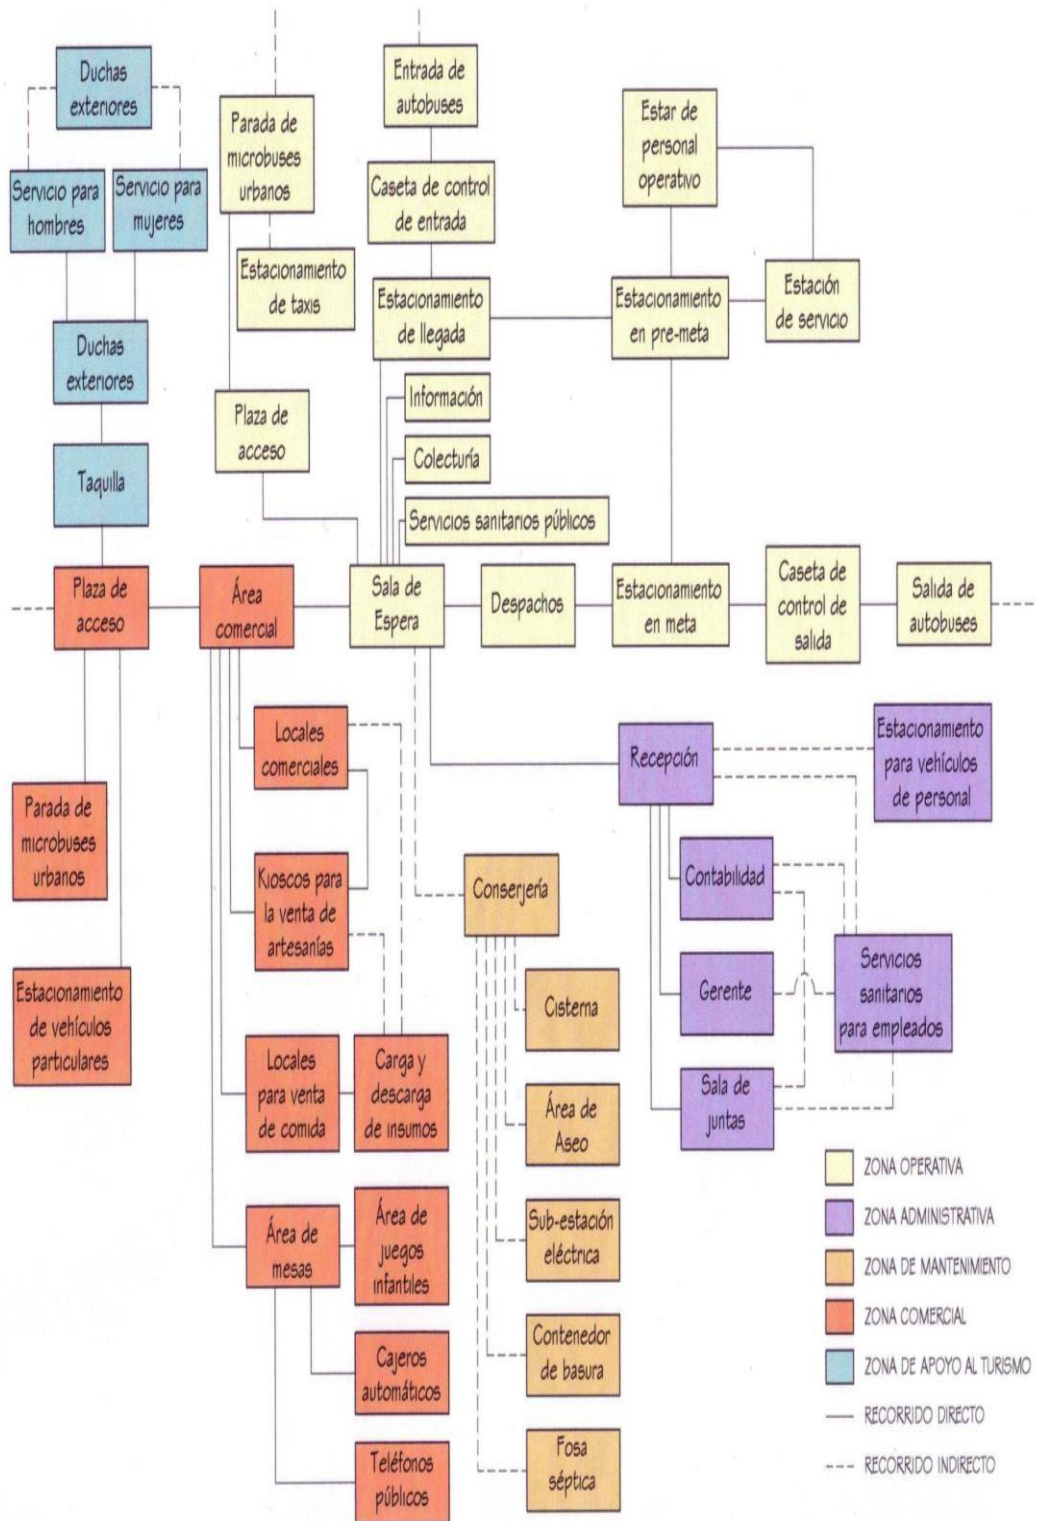 Duchas
exteriores
Entrada de
autobuses
Parada de
microbuses
urbanos
Estar de
personal
operativo
Servicio para
hombres
Servicio para
mujeres
Caseta de control
de entrada
Estacionamiento
de taxis
Estacionamiento
de llegada
Estacionamiento
en pre-meta
Estación
de servicio
Duchas
exteriores
Información
Plaza de
acceso
Colecturía
Taquilla
Servicios sanitarios públicos
Plaza de
acceso
Área
comercial
Sala de
Espera
Despachos
Estacionamiento
en meta
Caseta de
control de
salida
Salida de
autobuses
Locales
comerciales
Recepción
Estacionamiento
para vehículos
de personal
Parada de
microbuses
urbanos
Kioscos para
la venta de
artesanías
Conserjería
Contabilidad
Estacionamiento
de vehículos
particulares
Cisterna
Gerente
Servicios
sanitarios
para empleados
Locales
para venta
de comida
Carga y
descarga
de insumos
Área de
Aseo
Sala de
juntas
Área de
mesas
Área de
juegos
infantiles
Sub-estación
eléctrica
Cajeros
automáticos
Contenedor
de basura
Teléfonos
públicos
Fosa
séptica
ZONA OPERATIVA
ZONA ADMINISTRATIVA
ZONA DE MANTENIMIENTO
ZONA COMERCIAL
ZONA DE APOYO AL TURISMO
RECORRIDO DIRECTO
RECORRIDO INDIRECTO